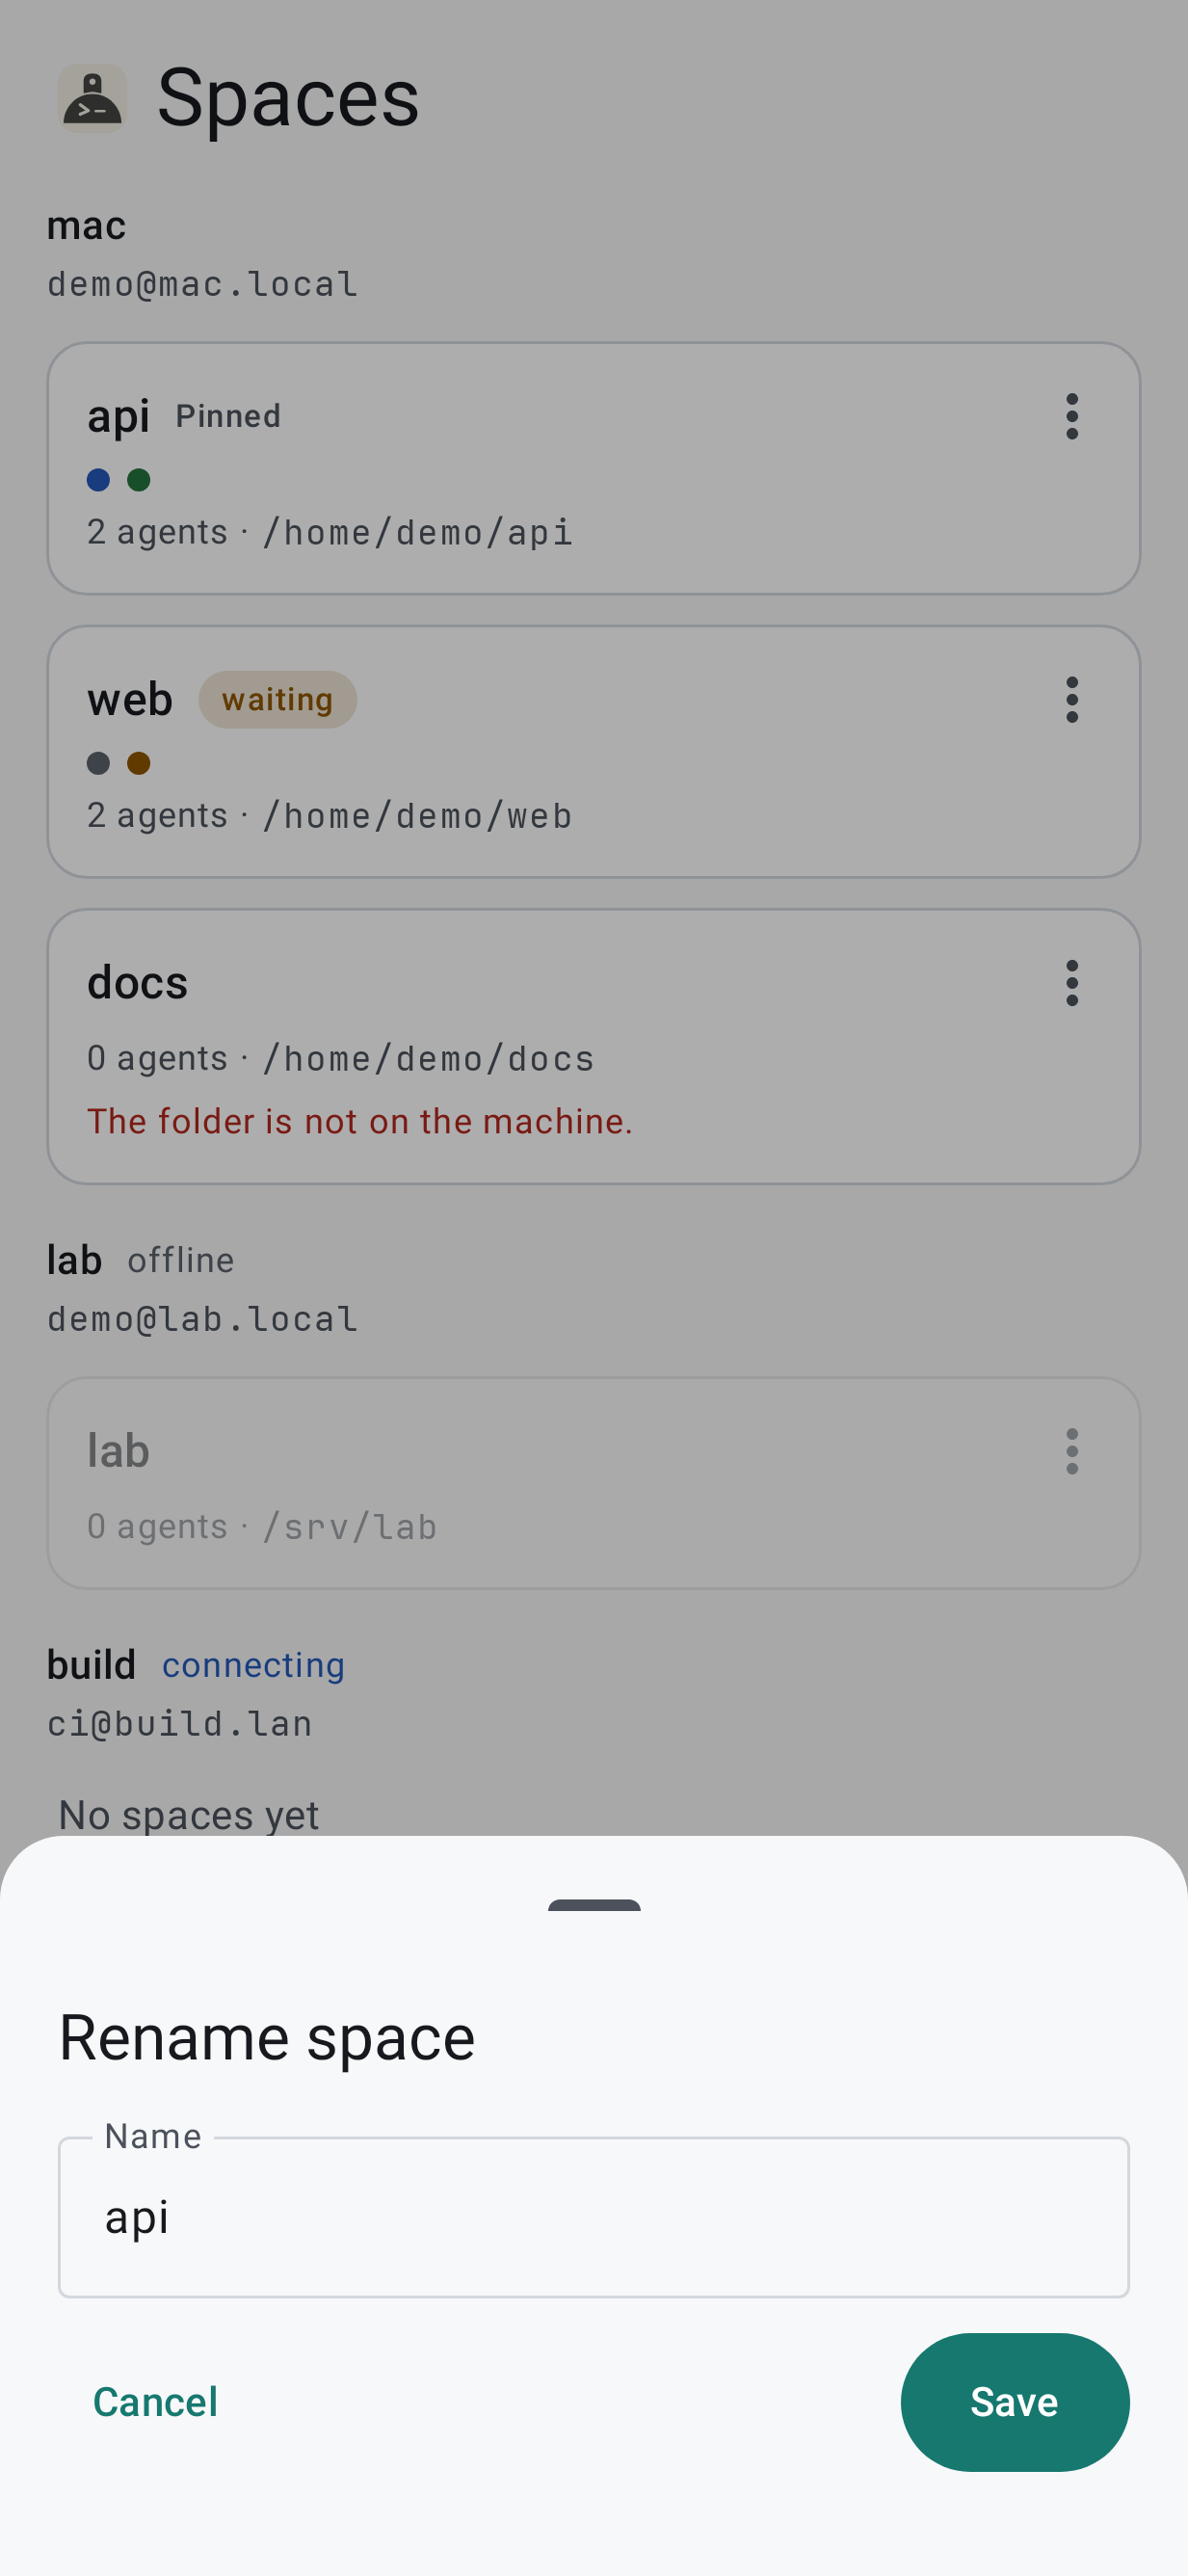 Spaces
mac
demo@mac.local
api Pinned
2 agents · /home/demo/api
web waiting
2 agents · /home/demo/web
docs
0 agents · /home/demo/docs
The folder is not on the machine.
lab offline
demo@lab.local
lab
0 agents · /srv/lab
build connecting
ci@build.lan
No spaces yet
Rename space
Name
api
Cancel Save